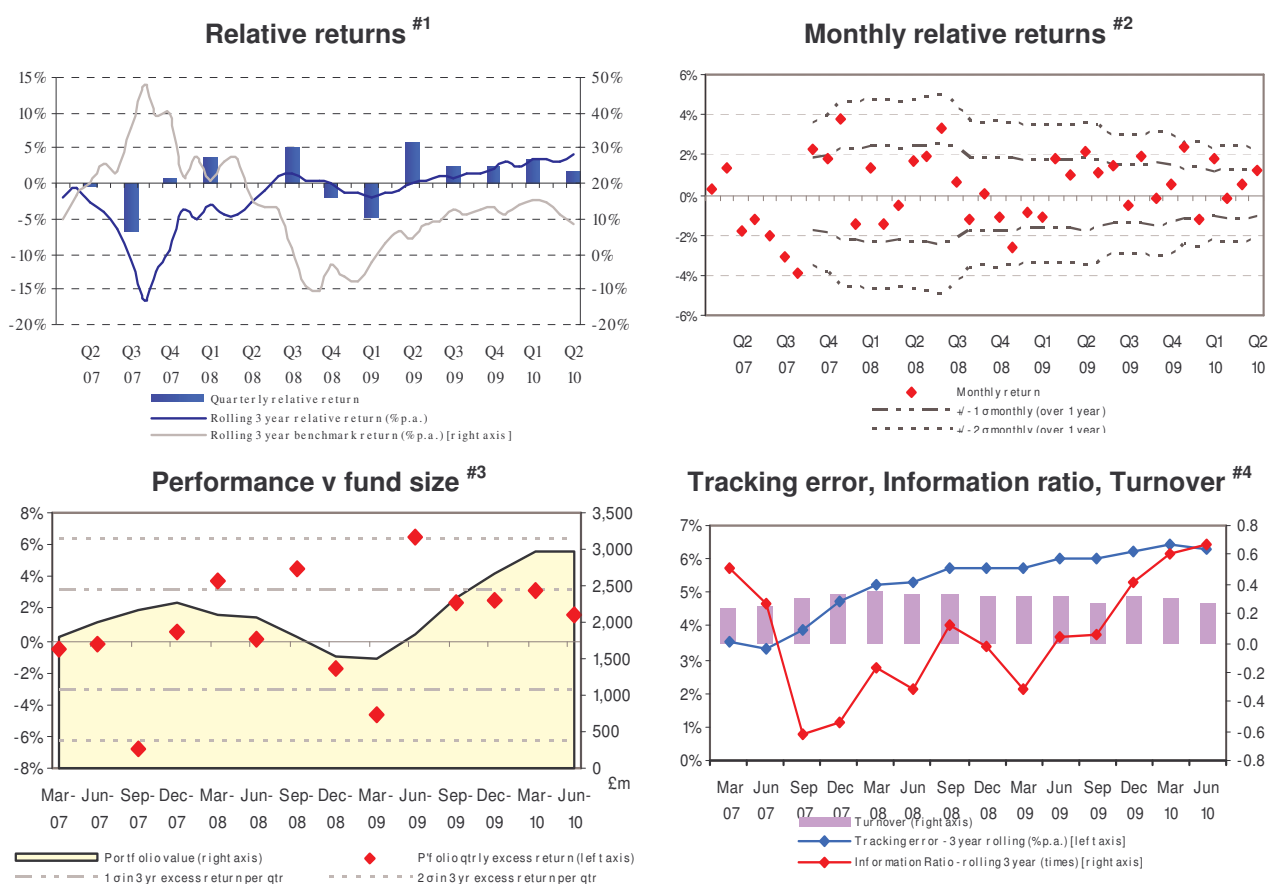 Relative returns #1
15%
10%
5%
0%
-5%
-10%
-15%
-20%
50%
40%
30%
20%
10%
0%
-10%
-20%
Q2 Q3 Q4 Q1 Q2 Q3 Q4 Q1 Q2 Q3 Q4 Q1 Q2
07 07 07 08 08 08 08 09 09 09 09 10 10
Quarterly relative return
Rolling 3 year relative return (%p.a.)
Rolling 3 year benchmark return (%p.a.) [right axis]
Monthly relative returns #2
6%
4%
2%
0%
-2%
-4%
-6%
Q2 Q3 Q4 Q1 Q2 Q3 Q4 Q1 Q2 Q3 Q4 Q1 Q2
07 07 07 08 08 08 08 09 09 09 09 10 10
Monthly return
+/- 1 σ monthly (over 1 year)
+/- 2 σ monthly (over 1 year)
Performance v fund size #3
8%
6%
4%
2%
0%
-2%
-4%
-6%
-8%
3,500
3,000
2,500
2,000
1,500
1,000
500
0
£m
Mar- Jun- Sep- Dec- Mar- Jun- Sep- Dec- Mar- Jun- Sep- Dec- Mar- Jun-
07 07 07 07 08 08 08 08 09 09 09 09 10 10
Portfolio value (right axis)
P'folio qtrly excess return (left axis)
1 σ in 3 yr excess return per qtr
2 σ in 3 yr excess return per qtr
Tracking error, Information ratio, Turnover #4
7%
6%
5%
4%
3%
2%
1%
0%
0.8
0.6
0.4
0.2
0.0
-0.2
-0.4
-0.6
-0.8
Mar Jun Sep Dec Mar Jun Sep Dec Mar Jun Sep Dec Mar Jun
07 07 07 07 08 08 08 08 09 09 09 09 10 10
Turnover (right axis)
Tracking error - 3 year rolling (%p.a.) [left axis]
Information Ratio - rolling 3 year (times) [right axis]